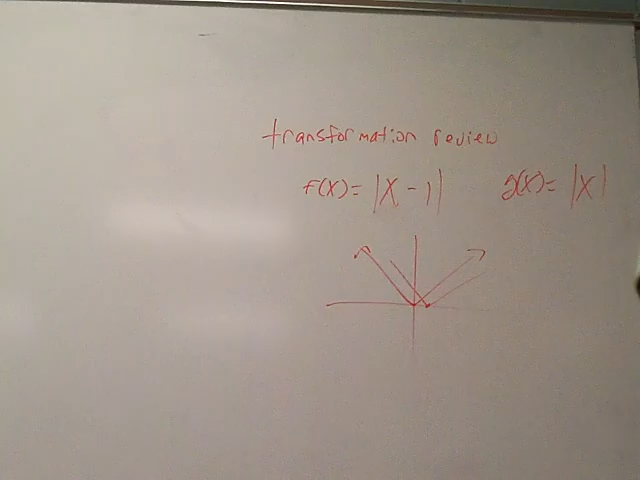 transformation review
f(x) = |x - 1| g(x) = |x|